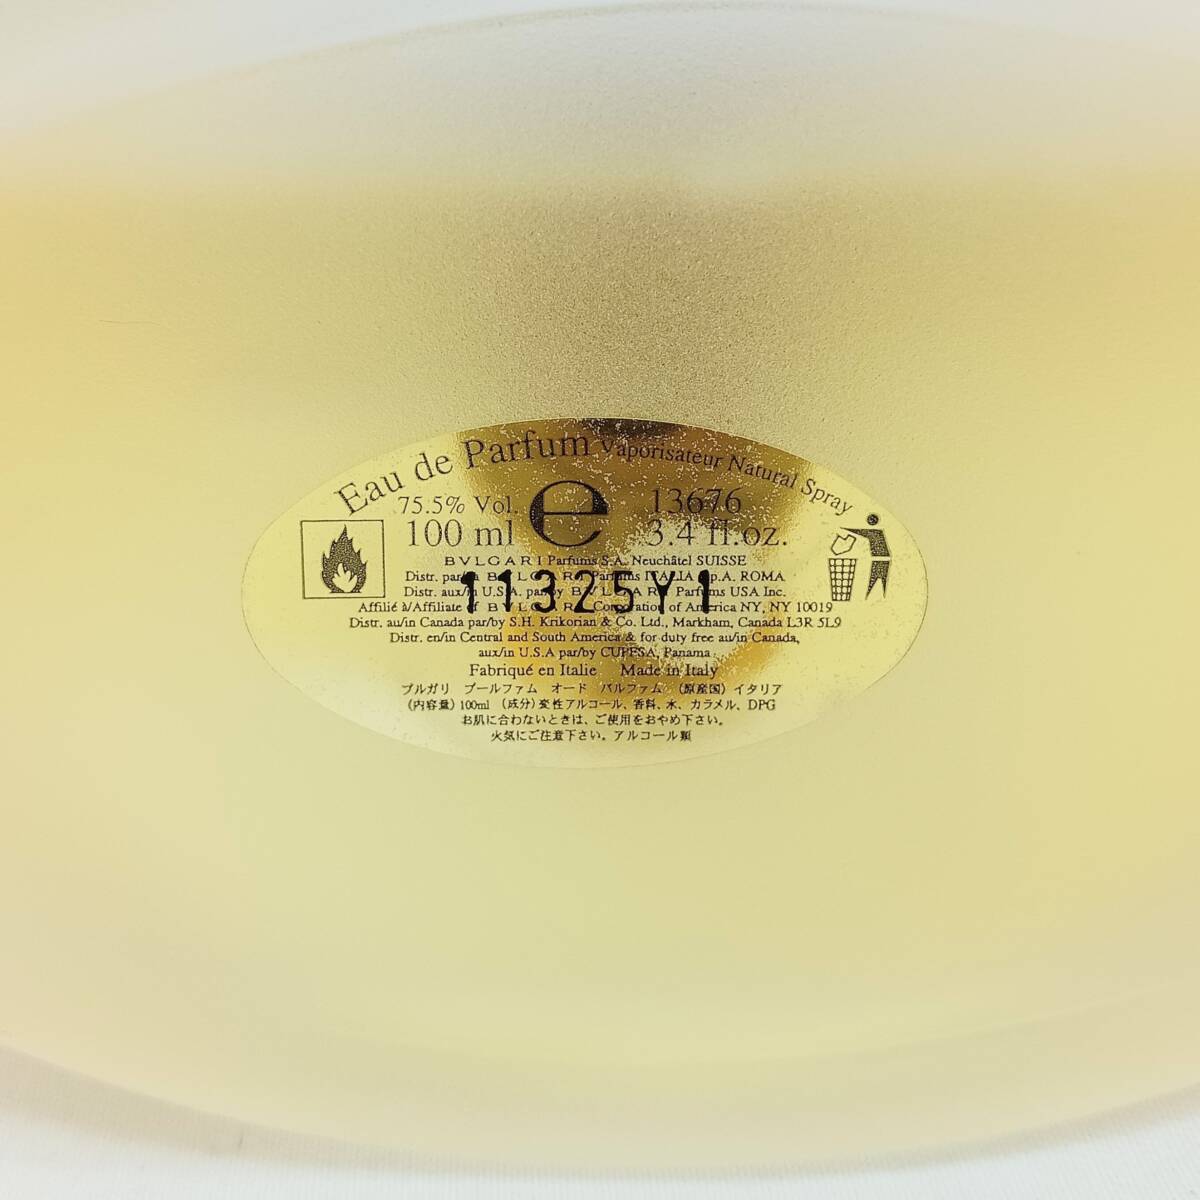 Eau de Parfum Vaporisateur Natural Spray
75.5% Vol. e 13676
100 ml 3.4 fl.oz.
BVLGARI Parfums S.A. Neuchâtel SUISSE
Distr. par/ BVLGARI Parfums ITALIA S.p.A. ROMA
Distr. aux/in U.S.A. par/by BVLGARI Parfums USA Inc.
11325Y1
Affilié à/Affiliate of BVLGARI Corporation of America NY, NY 10019
Distr. au/in Canada par/by S.H. Krikorian & Co. Ltd., Markham, Canada L3R 5L9
Distr. en/in Central and South America & for duty free au/in Canada,
aux/in U.S.A par/by CUPESA, Panama
Fabriqué en Italie Made in Italy
ブルガリ プールファム オード パルファム (原産国) イタリア
(内容量) 100ml (成分) 変性アルコール、香料、水、カラメル、DPG
お肌に合わないときは、ご使用をおやめ下さい。
火気にご注意下さい。アルコール類